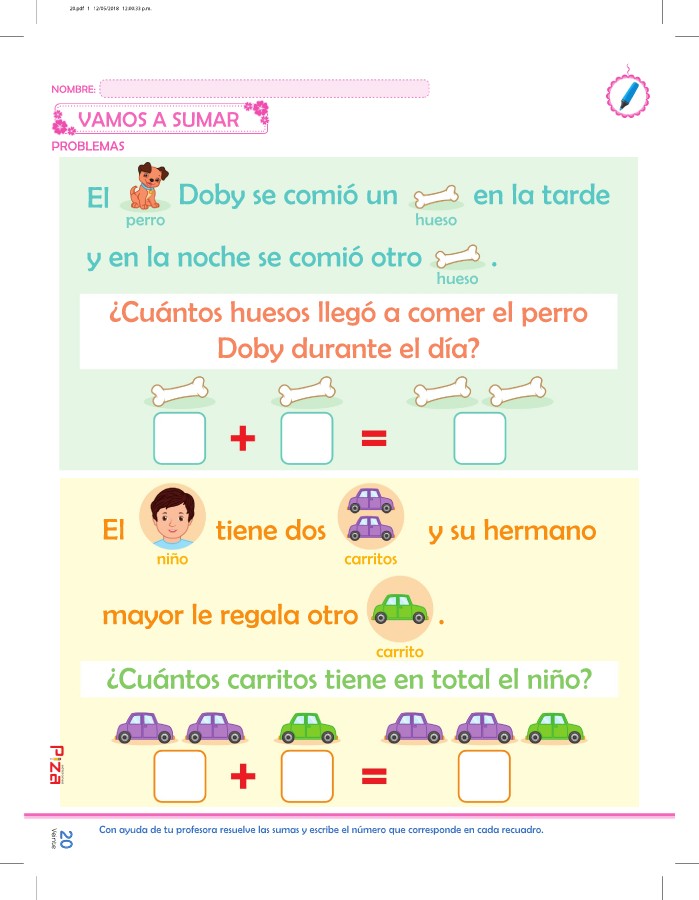 20.pdf 1 12/05/2018 12:00:33 p.m.
NOMBRE:
VAMOS A SUMAR
PROBLEMAS
El Doby se comió un en la tarde
perro hueso
y en la noche se comió otro .
hueso
¿Cuántos huesos llegó a comer el perro
Doby durante el día?
+ =
El tiene dos y su hermano
niño carritos
mayor le regala otro .
carrito
¿Cuántos carritos tiene en total el niño?
+ =
Piza
20
Con ayuda de tu profesora resuelve las sumas y escribe el número que corresponde en cada recuadro.